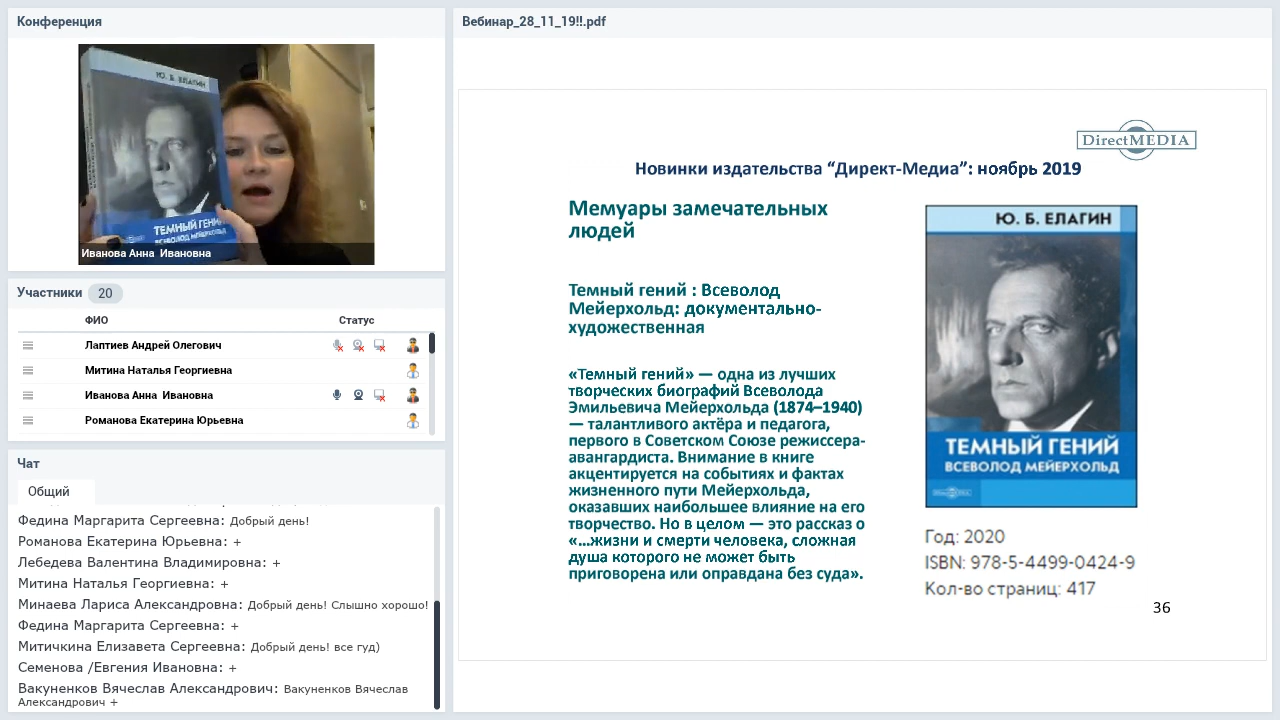 Конференция
Ю. Б. ЕЛАГИН
ТЕМНЫЙ ГЕНИ
ВСЕВОЛОД МЕЙЕРХОЛЬД
Иванова Анна Ивановна
Участники 20
ФИО Статус
Лаптиев Андрей Олегович
Митина Наталья Георгиевна
Иванова Анна Ивановна
Романова Екатерина Юрьевна
Чат
Общий
Федина Маргарита Сергеевна: Добрый день!
Романова Екатерина Юрьевна: +
Лебедева Валентина Владимировна: +
Митина Наталья Георгиевна: +
Минаева Лариса Александровна: Добрый день! Слышно хорошо!
Федина Маргарита Сергеевна: +
Митичкина Елизавета Сергеевна: Добрый день! все гуд)
Семенова /Евгения Ивановна: +
Вакуненков Вячеслав Александрович: Вакуненков Вячеслав
Александрович +
Вебинар_28_11_19!!.pdf
DirectMEDIA
Новинки издательства “Директ-Медиа”: ноябрь 2019
Мемуары замечательных
людей
Темный гений : Всеволод
Мейерхольд: документально-
художественная
«Темный гений» — одна из лучших
творческих биографий Всеволода
Эмильевича Мейерхольда (1874–1940)
— талантливого актёра и педагога,
первого в Советском Союзе режиссера-
авангардиста. Внимание в книге
акцентируется на событиях и фактах
жизненного пути Мейерхольда,
оказавших наибольшее влияние на его
творчество. Но в целом — это рассказ о
«…жизни и смерти человека, сложная
душа которого не может быть
приговорена или оправдана без суда».
Ю. Б. ЕЛАГИН
ТЕМНЫЙ ГЕНИЙ
ВСЕВОЛОД МЕЙЕРХОЛЬД
DirectMEDIA
Год: 2020
ISBN: 978-5-4499-0424-9
Кол-во страниц: 417
36